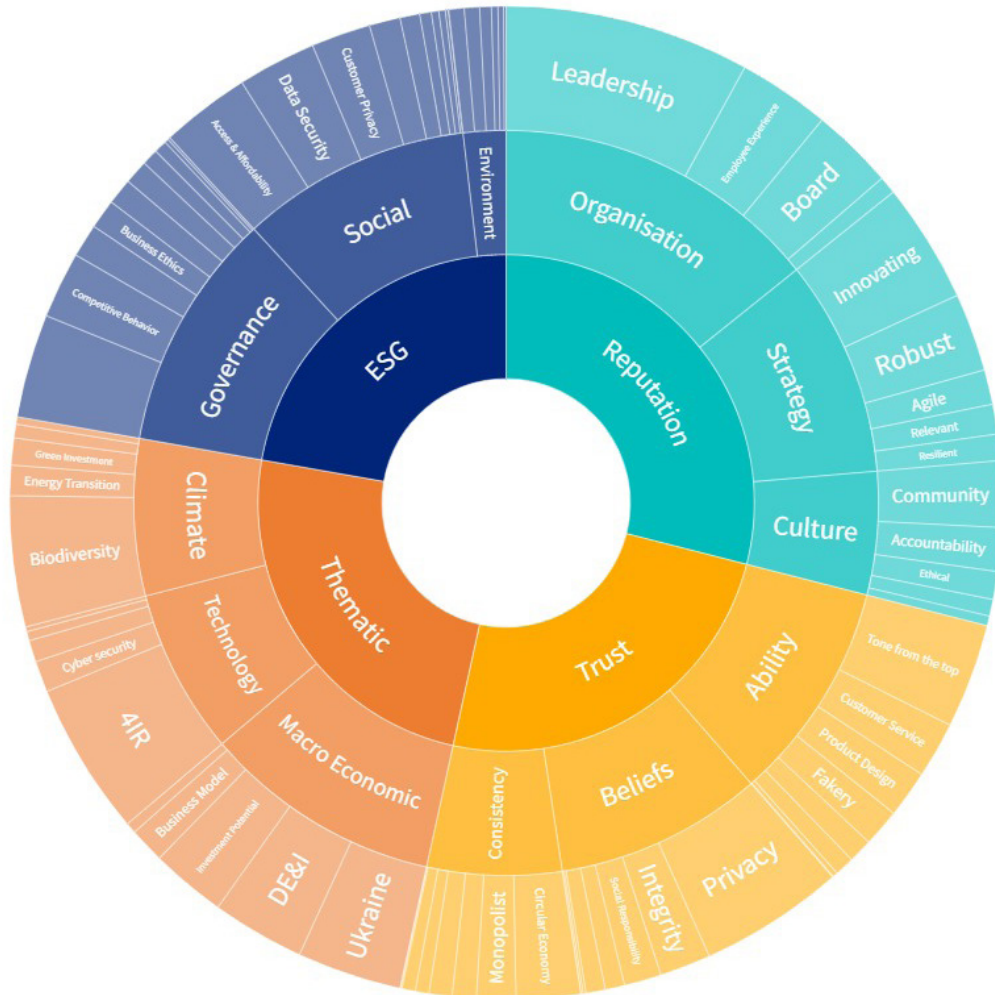 ESG
Reputation
Trust
Thematic
Governance
Social
Environment
Organisation
Strategy
Culture
Ability
Beliefs
Consistency
Macro Economic
Technology
Climate
Competitive Behavior
Business Ethics
Access & Affordability
Data Security
Customer Privacy
Leadership
Employee Experience
Board
Innovating
Robust
Agile
Relevant
Resilient
Community
Accountability
Ethical
Tone from the top
Customer Service
Product Design
Fakery
Privacy
Integrity
Social Responsibility
Circular Economy
Monopolist
Ukraine
DE&I
Investment Potential
Business Model
4IR
Cyber security
Biodiversity
Energy Transition
Green Investment